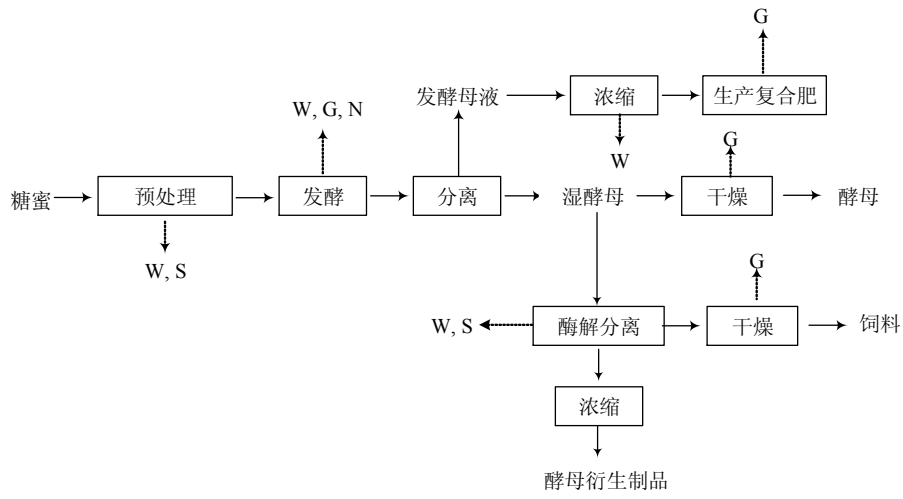 G
W, G, N
发酵母液
浓缩
生产复合肥
W
G
糖蜜
预处理
发酵
分离
湿酵母
干燥
酵母
W, S
G
W, S
酶解分离
干燥
饲料
浓缩
酵母衍生制品